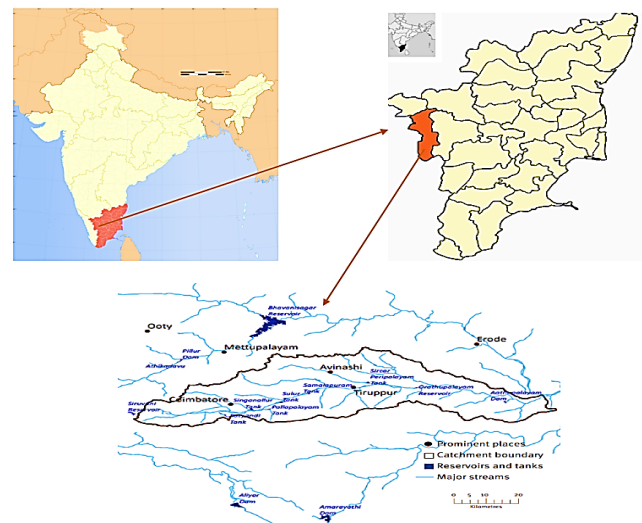 Bhavanisagar
Reservoir
Ooty
Erode
Pillur
Dam
Mettupalayam
Athikadavu
Avinashi
Sircar
Periapalayam
Tank
Samalapuram
Tank
Tiruppur
Orathupalayam
Reservoir
Dam
Siruvani
Reservoir
Coimbatore
Singanallur
Tank
Sulur
Tank
Pallapalayam
Tank
Tank
Prominent places
Catchment boundary
Reservoirs and tanks
Major streams
Aliyar
Dam
Amaravathi
Dam
0 5 10 20
Kilometers